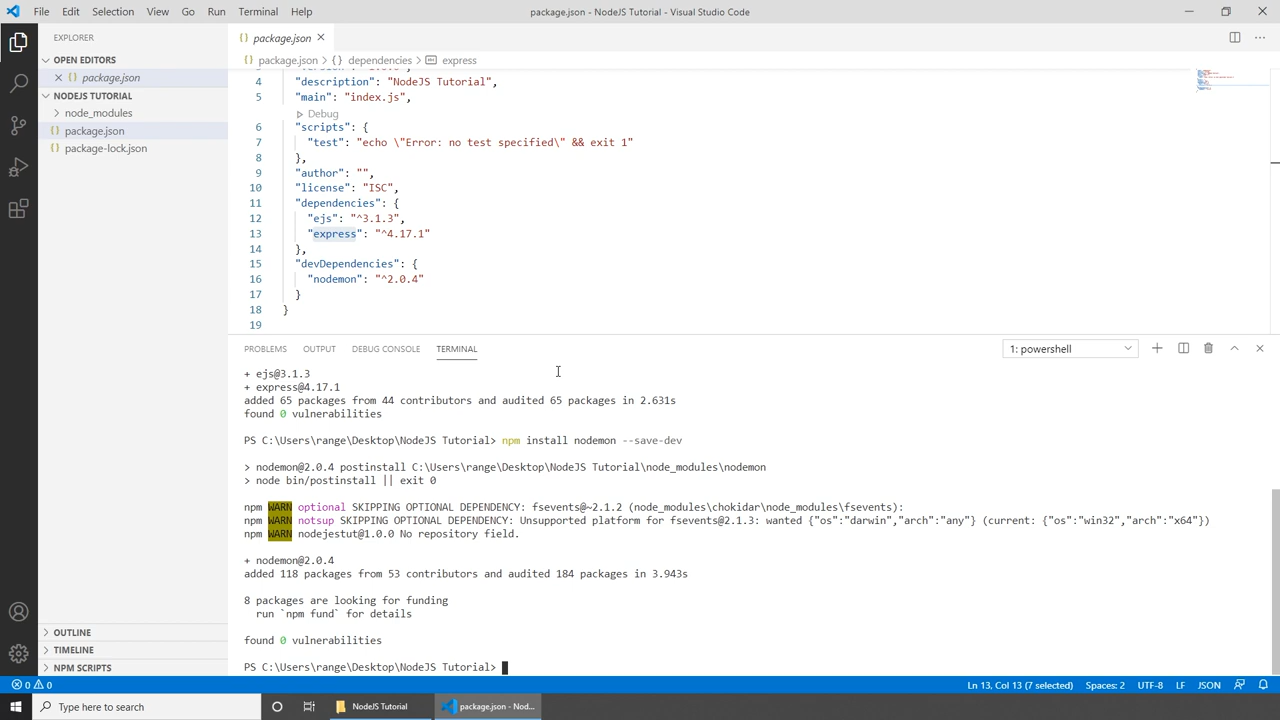 File Edit Selection View Go Run Terminal Help
package.json - NodeJS Tutorial - Visual Studio Code
EXPLORER
package.json
OPEN EDITORS
package.json
NODEJS TUTORIAL
node_modules
package.json
package-lock.json
OUTLINE
TIMELINE
NPM SCRIPTS
package.json > {} dependencies > express
4 "description": "NodeJS Tutorial",
5 "main": "index.js",
Debug
6 "scripts": {
7 "test": "echo \"Error: no test specified\" && exit 1"
8 },
9 "author": "",
10 "license": "ISC",
11 "dependencies": {
12 "ejs": "^3.1.3",
13 "express": "^4.17.1"
14 },
15 "devDependencies": {
16 "nodemon": "^2.0.4"
17 }
18 }
19
PROBLEMS OUTPUT DEBUG CONSOLE TERMINAL 1: powershell
+ ejs@3.1.3
+ express@4.17.1
added 65 packages from 44 contributors and audited 65 packages in 2.631s
found 0 vulnerabilities
PS C:\Users\range\Desktop\NodeJS Tutorial> npm install nodemon --save-dev
> nodemon@2.0.4 postinstall C:\Users\range\Desktop\NodeJS Tutorial\node_modules\nodemon
> node bin/postinstall || exit 0
npm WARN optional SKIPPING OPTIONAL DEPENDENCY: fsevents@~2.1.2 (node_modules\chokidar\node_modules\fsevents):
npm WARN notsup SKIPPING OPTIONAL DEPENDENCY: Unsupported platform for fsevents@2.1.3: wanted {"os":"darwin","arch":"any"} (current: {"os":"win32","arch":"x64"})
npm WARN nodejestut@1.0.0 No repository field.
+ nodemon@2.0.4
added 118 packages from 53 contributors and audited 184 packages in 3.943s
8 packages are looking for funding
run `npm fund` for details
found 0 vulnerabilities
PS C:\Users\range\Desktop\NodeJS Tutorial>
0 0 Ln 13, Col 13 (7 selected) Spaces: 2 UTF-8 LF JSON
Type here to search NodeJS Tutorial package.json - Nod...